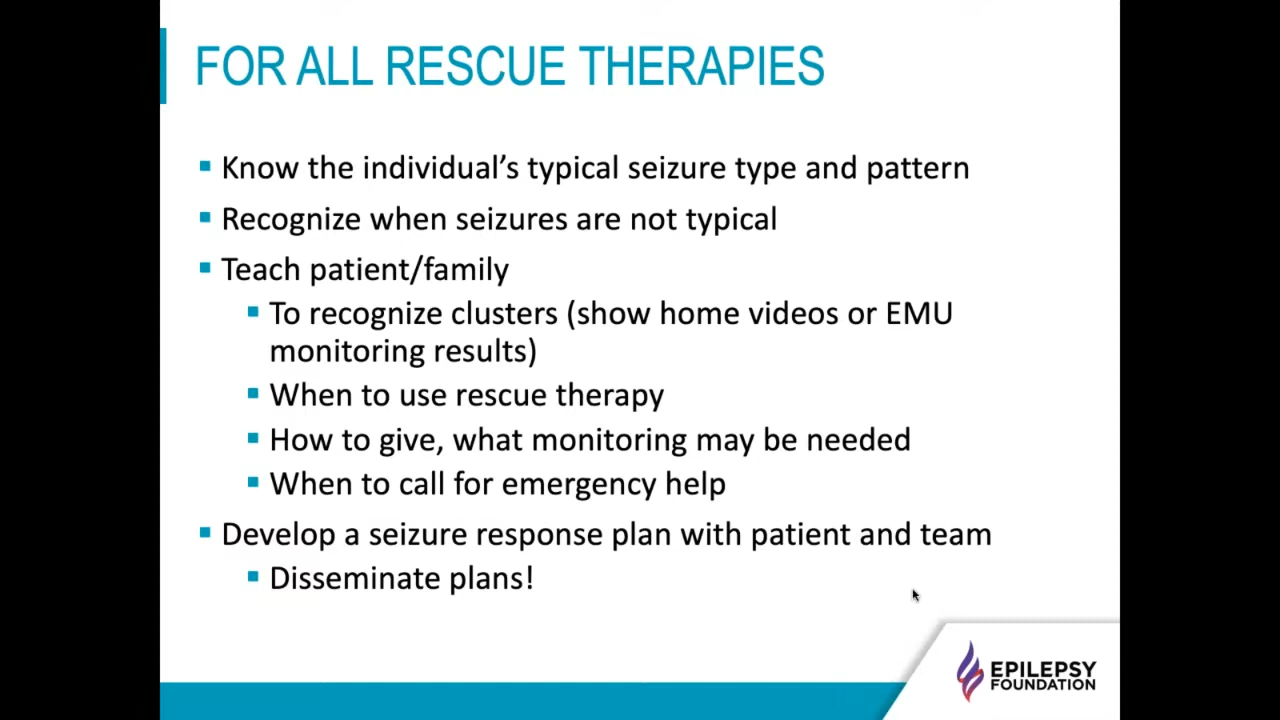 FOR ALL RESCUE THERAPIES
Know the individual’s typical seizure type and pattern
Recognize when seizures are not typical
Teach patient/family
To recognize clusters (show home videos or EMU
monitoring results)
When to use rescue therapy
How to give, what monitoring may be needed
When to call for emergency help
Develop a seizure response plan with patient and team
Disseminate plans!
EPILEPSY
FOUNDATION